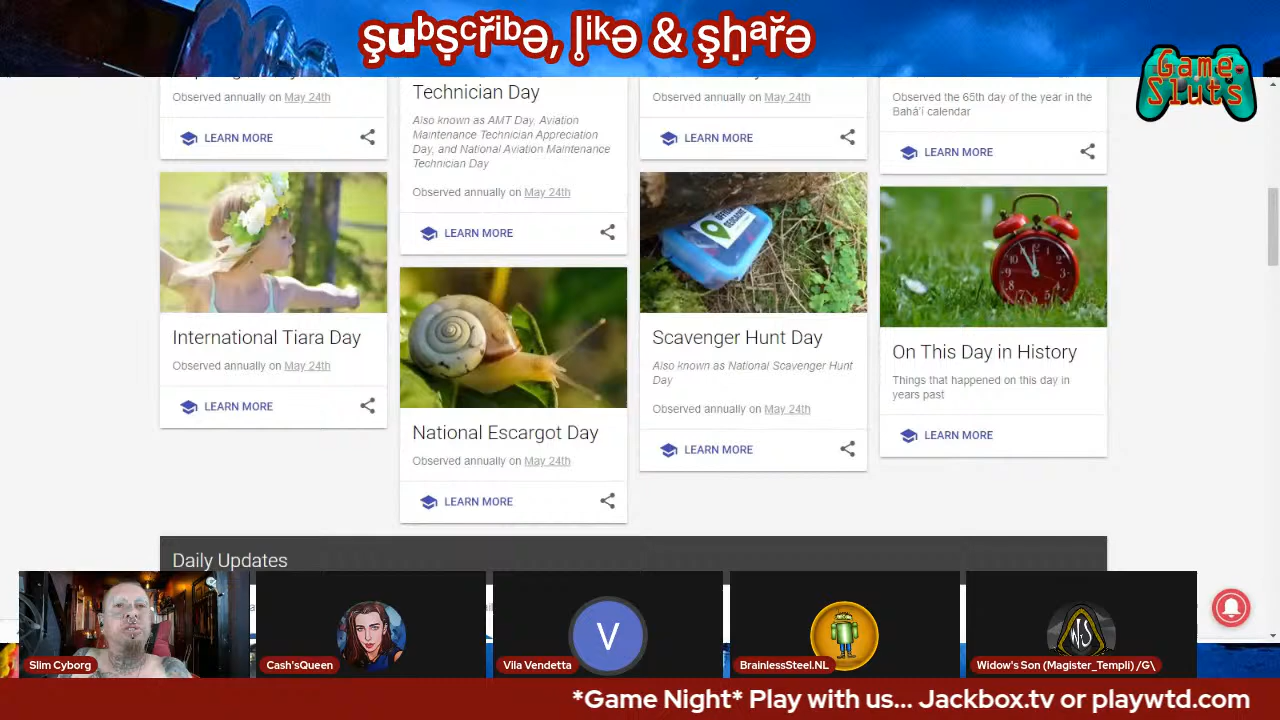 şuᵇṣᶜřⁱᵇə, ļⁱᵏə & şḥᵃřə
Game-
Sluts
Observed annually on May 24th
LEARN MORE
Technician Day
Also known as AMT Day, Aviation
Maintenance Technician Appreciation
Day, and National Aviation Maintenance
Technician Day
Observed annually on May 24th
LEARN MORE
Observed annually on May 24th
LEARN MORE
Observed the 65th day of the year in the
Bahá'í calendar
LEARN MORE
International Tiara Day
Observed annually on May 24th
LEARN MORE
National Escargot Day
Observed annually on May 24th
LEARN MORE
Scavenger Hunt Day
Also known as National Scavenger Hunt
Day
Observed annually on May 24th
LEARN MORE
On This Day in History
Things that happened on this day in
years past
LEARN MORE
Daily Updates
Slim Cyborg
Cash'sQueen
V
Vila Vendetta
BrainlessSteel.NL
WS
Widow's Son (Magister_Templi) /G\
*Game Night* Play with us... Jackbox.tv or playwtd.com